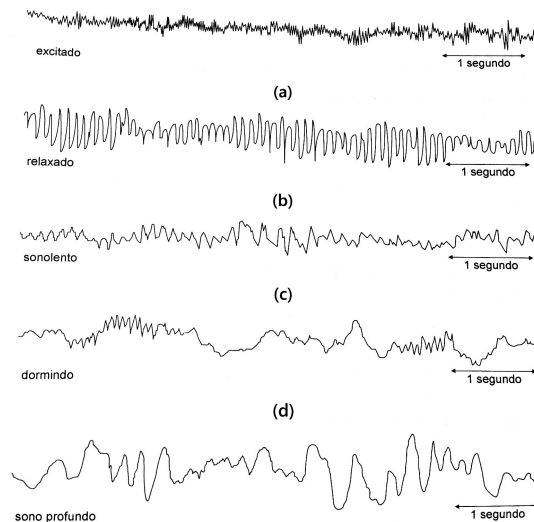 excitado
1 segundo
(a)
relaxado
1 segundo
(b)
sonolento
1 segundo
(c)
dormindo
1 segundo
(d)
sono profundo
1 segundo